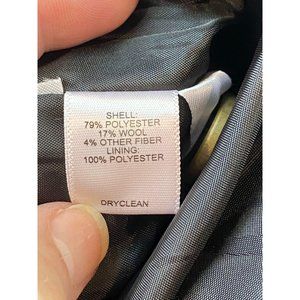 SHELL:
79% POLYESTER
17% WOOL
4% OTHER FIBER
LINING:
100% POLYESTER
DRYCLEAN